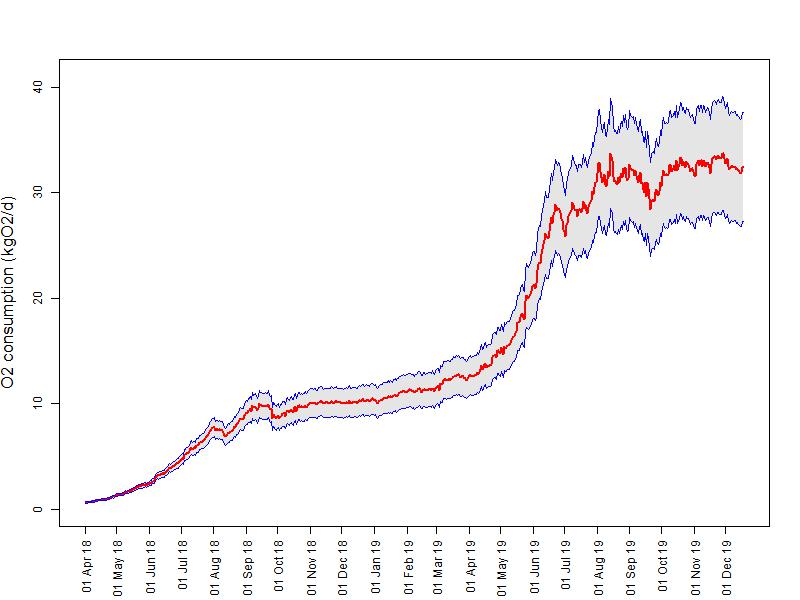 O2 consumption (kgO2/d)
40
30
20
10
0
01 Apr 18
01 May 18
01 Jun 18
01 Jul 18
01 Aug 18
01 Sep 18
01 Oct 18
01 Nov 18
01 Dec 18
01 Jan 19
01 Feb 19
01 Mar 19
01 Apr 19
01 May 19
01 Jun 19
01 Jul 19
01 Aug 19
01 Sep 19
01 Oct 19
01 Nov 19
01 Dec 19